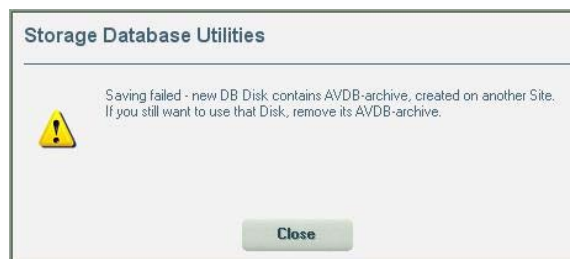 Storage Database Utilities
Saving failed - new DB Disk contains AVDB-archive, created on another Site.
If you still want to use that Disk, remove its AVDB-archive.
Close